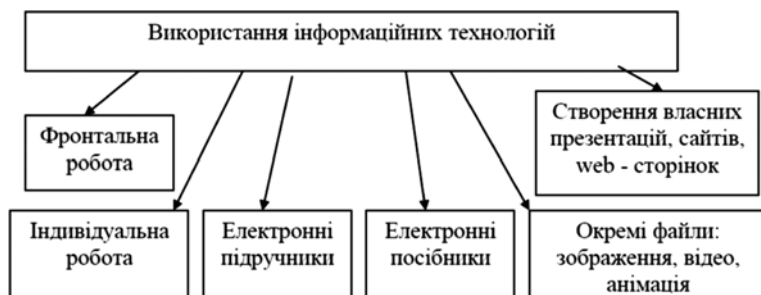 Використання інформаційних технологій
Фронтальна
робота
Створення власних
презентацій, сайтів,
web - сторінок
Індивідуальна
робота
Електронні
підручники
Електронні
посібники
Окремі файли:
зображення, відео,
анімація